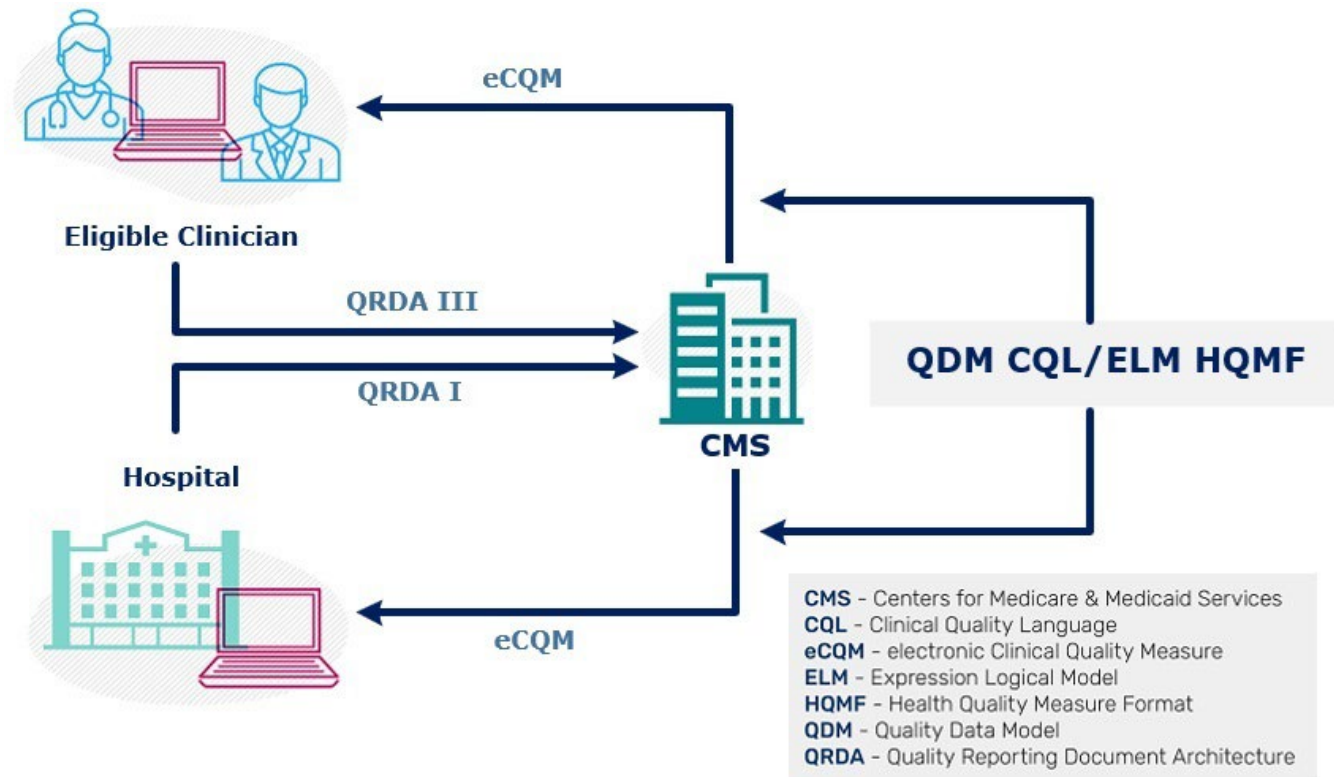 eCQM
Eligible Clinician
QRDA III
QDM CQL/ELM HQMF
QRDA I
CMS
Hospital
eCQM
CMS - Centers for Medicare & Medicaid Services
CQL - Clinical Quality Language
eCQM - electronic Clinical Quality Measure
ELM - Expression Logical Model
HQMF - Health Quality Measure Format
QDM - Quality Data Model
QRDA - Quality Reporting Document Architecture